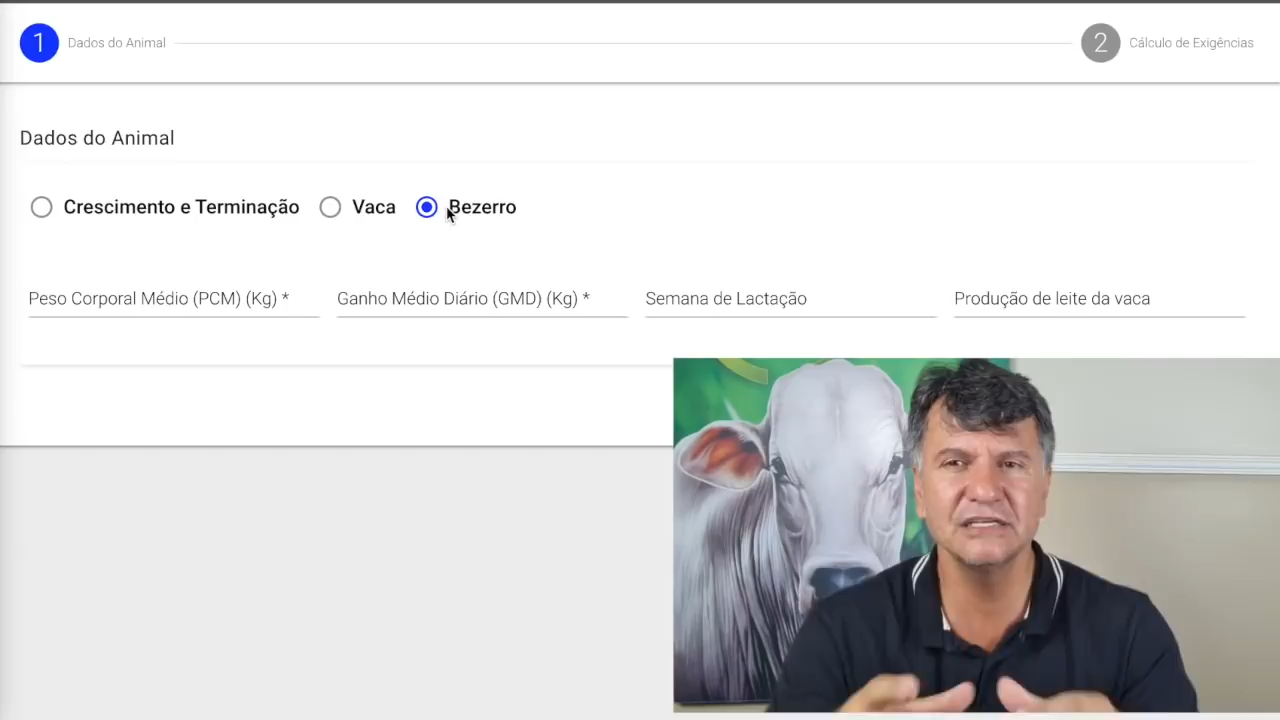 1 Dados do Animal
2 Cálculo de Exigências
Dados do Animal
Crescimento e Terminação Vaca Bezerro
Peso Corporal Médio (PCM) (Kg) * Ganho Médio Diário (GMD) (Kg) * Semana de Lactação Produção de leite da vaca